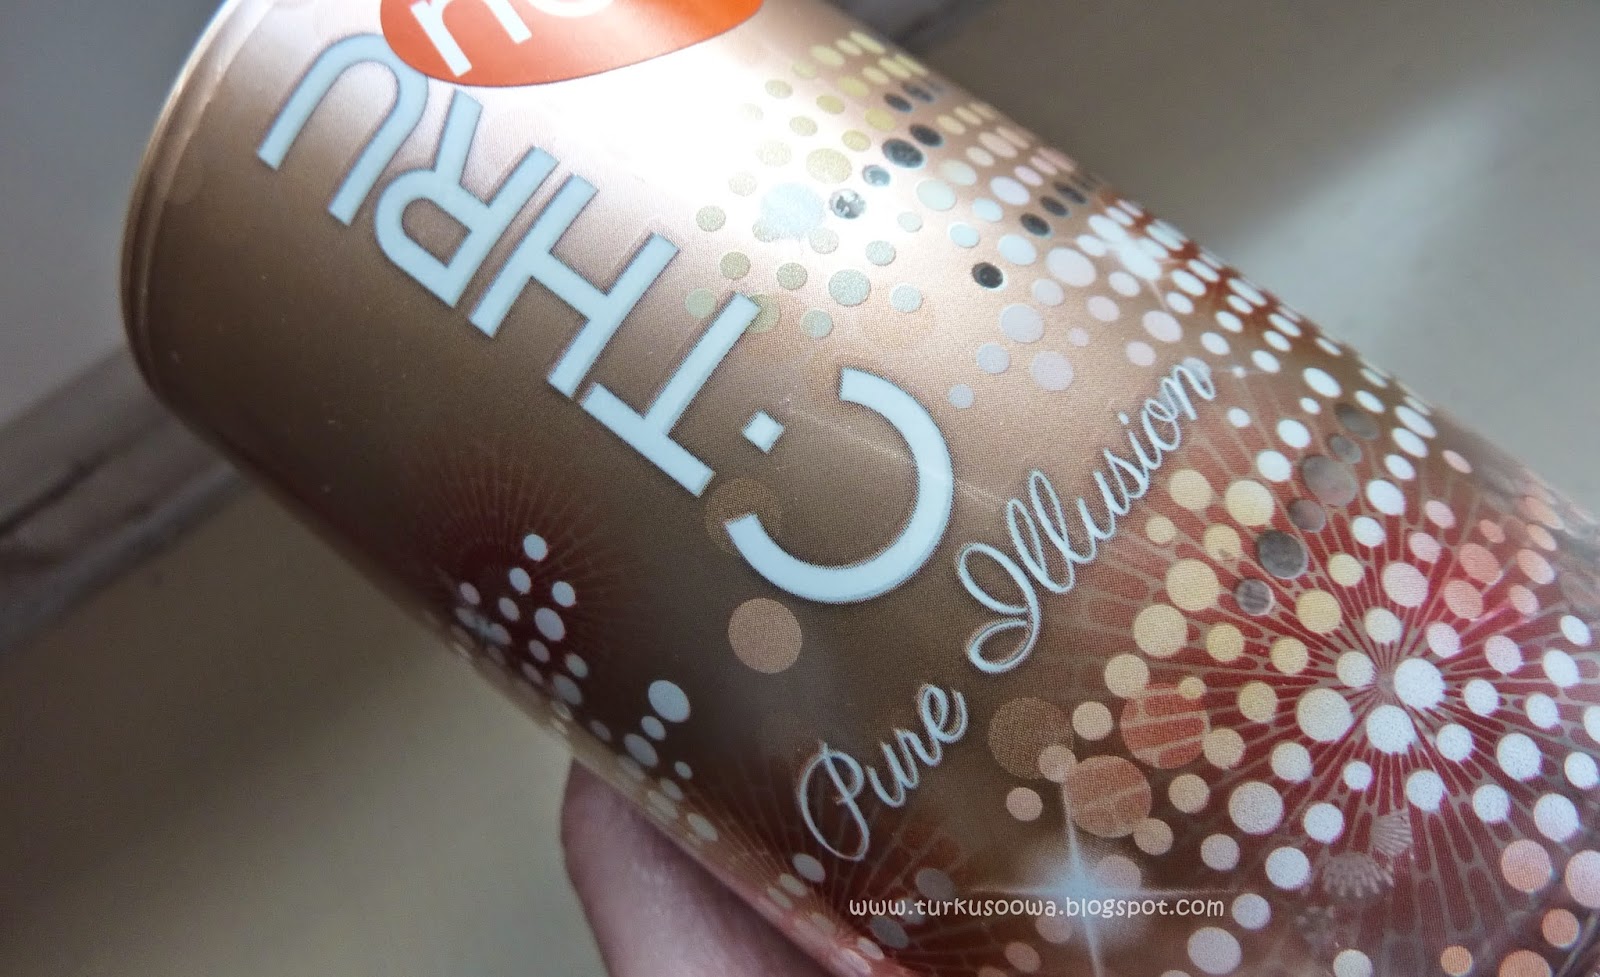 C·THRU
Pure Illusion
www.turkusoowa.blogspot.com